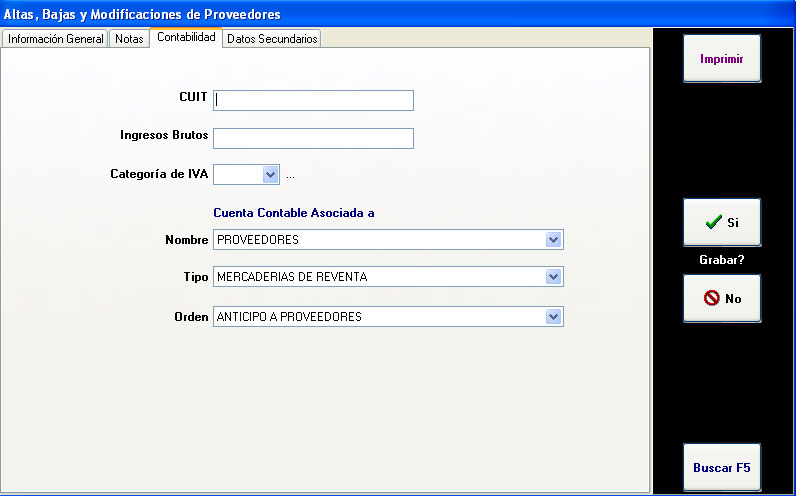 Altas, Bajas y Modificaciones de Proveedores
Información General Notas Contabilidad Datos Secundarios
Imprimir
CUIT
Ingresos Brutos
Categoría de IVA ...
Cuenta Contable Asociada a
Nombre PROVEEDORES
Tipo MERCADERIAS DE REVENTA
Orden ANTICIPO A PROVEEDORES
Si
Grabar?
No
Buscar F5